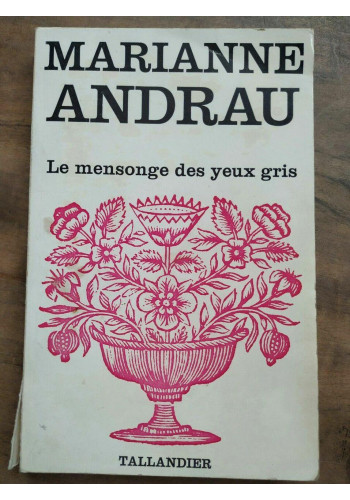 MARIANNE
ANDRAU
Le mensonge des yeux gris
TALLANDIER